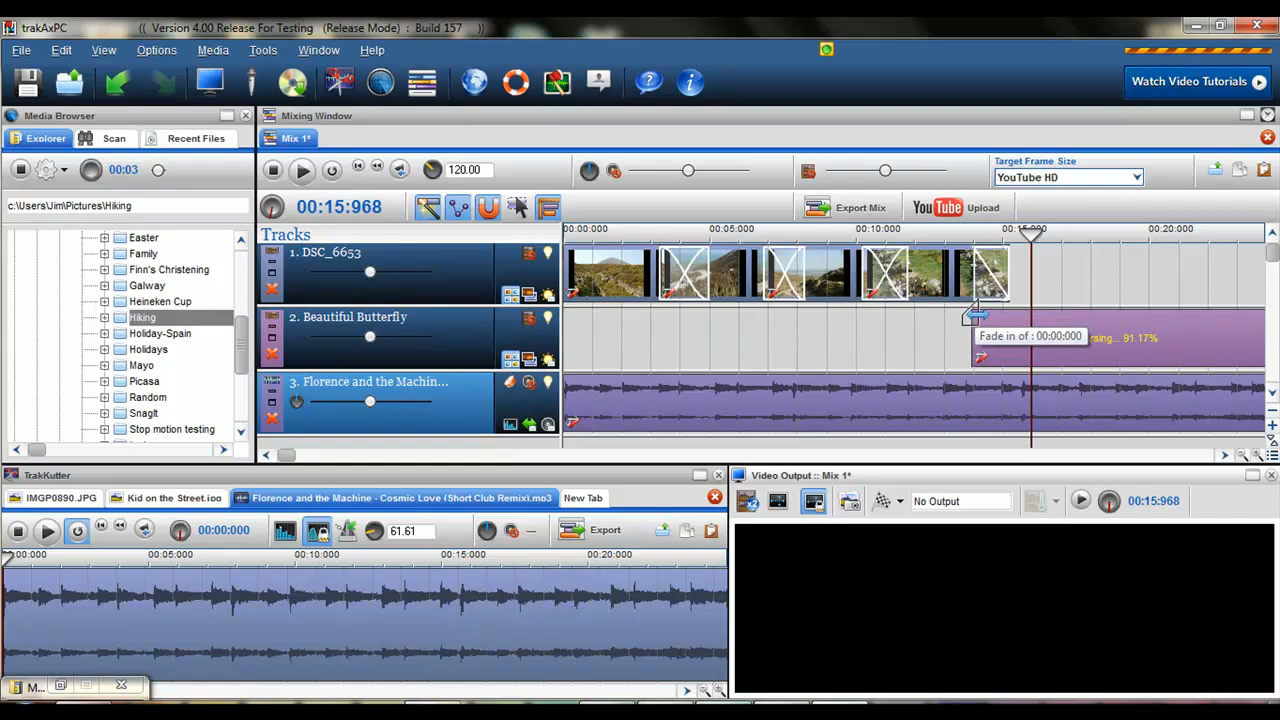 trakAxPC (( Version 4.00 Release For Testing (Release Mode) : Build 157 ))
File Edit View Options Media Tools Window Help
Watch Video Tutorials
Media Browser
Explorer Scan Recent Files
00:03
c:\Users\Jim\Pictures\Hiking
Easter
Family
Finn's Christening
Galway
Heineken Cup
Hiking
Holiday-Spain
Holidays
Mayo
Picasa
Random
SnagIt
Stop motion testing
Mixing Window
Mix 1*
120.00
Target Frame Size
YouTube HD
00:15:968
Export Mix
YouTube Upload
Tracks
00:00:000 00:05:000 00:10:000 00:15:000 00:20:000
1. DSC_6653
2. Beautiful Butterfly
Fade in of : 00:00:000
rsing... 91.17%
3. Florence and the Machin...
TrakKutter
IMGP0890.JPG Kid on the Street.jpg Florence and the Machine - Cosmic Love (Short Club Remix).mp3 New Tab
00:00:000
61.61
Export
00:000 00:05:000 00:10:000 00:15:000 00:20:000
M...
Video Output :: Mix 1*
No Output
00:15:968